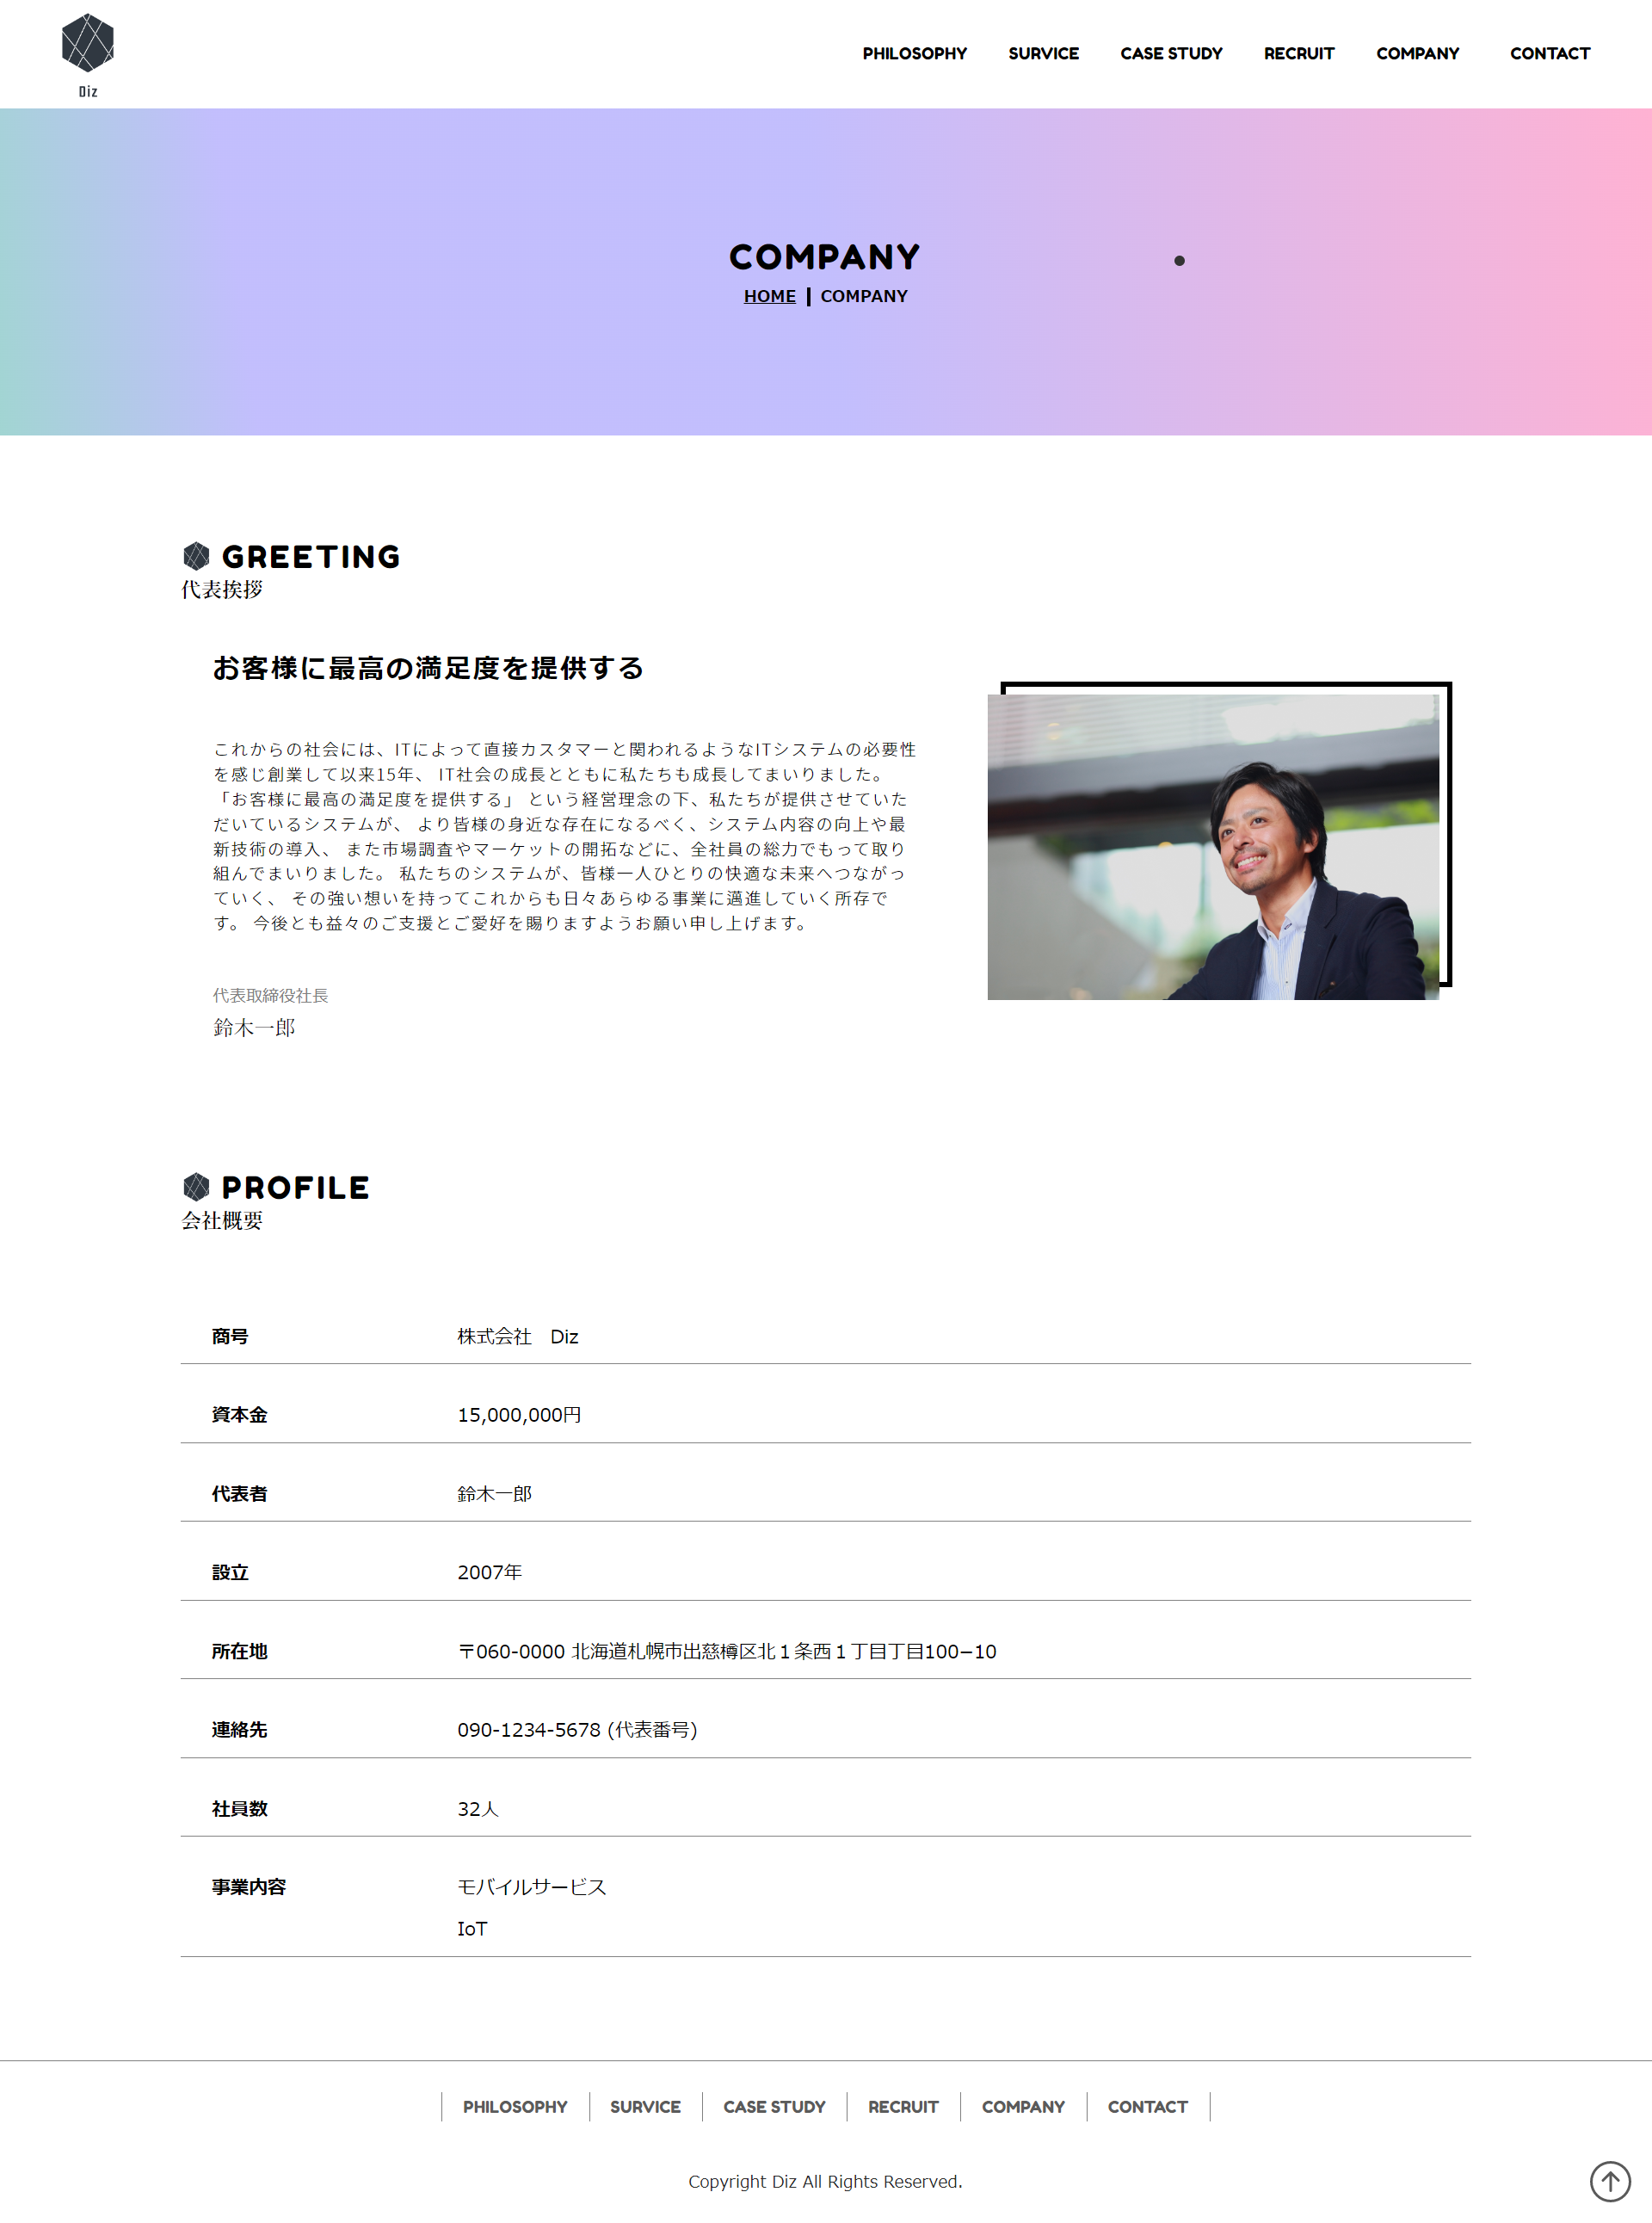 Diz
PHILOSOPHY SURVICE CASE STUDY RECRUIT COMPANY CONTACT
COMPANY
HOME COMPANY
GREETING
代表挨拶
お客様に最高の満足度を提供する
これからの社会には、ITによって直接カスタマーと関われるようなITシステムの必要性
を感じ創業して以来15年、 IT社会の成長とともに私たちも成長してまいりました。
「お客様に最高の満足度を提供する」 という経営理念の下、私たちが提供させていた
だいているシステムが、 より皆様の身近な存在になるべく、システム内容の向上や最
新技術の導入、 また市場調査やマーケットの開拓などに、全社員の総力でもって取り
組んでまいりました。 私たちのシステムが、皆様一人ひとりの快適な未来へつながっ
ていく、 その強い想いを持ってこれからも日々あらゆる事業に邁進していく所存で
す。 今後とも益々のご支援とご愛好を賜りますようお願い申し上げます。
代表取締役社長
鈴木一郎
PROFILE
会社概要
商号 株式会社　Diz
資本金 15,000,000円
代表者 鈴木一郎
設立 2007年
所在地 〒060-0000 北海道札幌市出慈樽区北１条西１丁目丁目100−10
連絡先 090-1234-5678 (代表番号)
社員数 32人
事業内容 モバイルサービス
IoT
PHILOSOPHY SURVICE CASE STUDY RECRUIT COMPANY CONTACT
Copyright Diz All Rights Reserved.